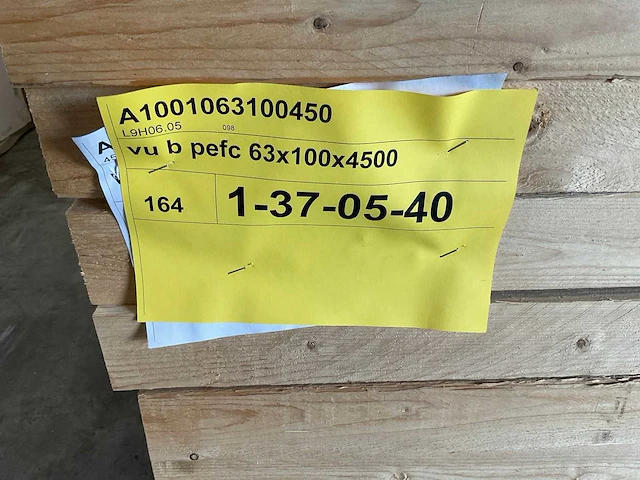 A1001063100450
L9H06.05 098
vu b pefc 63x100x4500
164 1-37-05-40
A